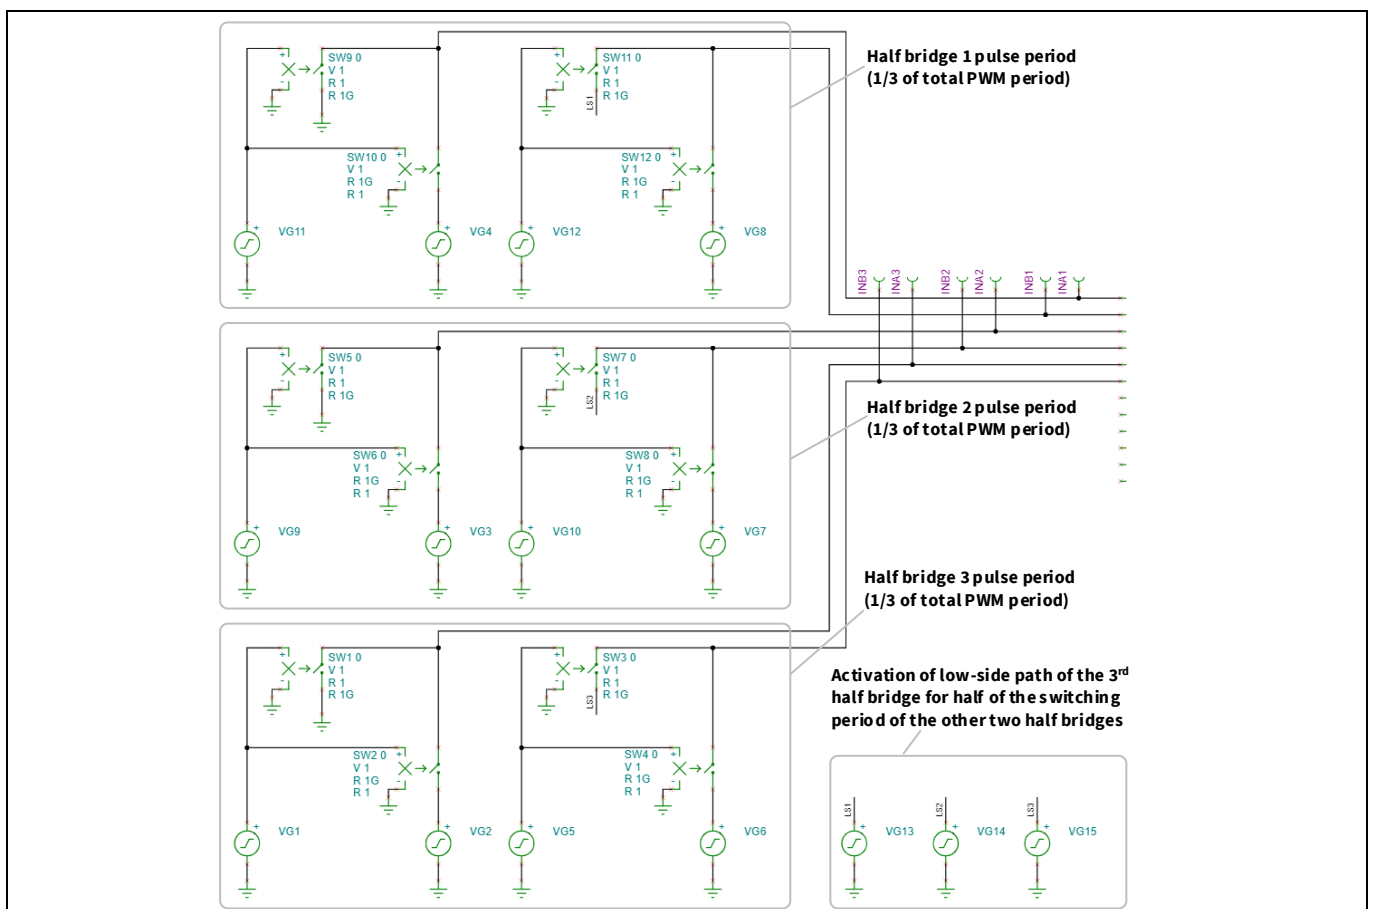 SW9 0
V 1
R 1
R 1G
SW11 0
V 1
R 1
R 1G
LS1
Half bridge 1 pulse period
(1/3 of total PWM period)
SW10 0
V 1
R 1G
R 1
SW12 0
V 1
R 1G
R 1
VG11
VG4
VG12
VG8
INB3
INA3
INB2
INA2
INB1
INA1
SW5 0
V 1
R 1
R 1G
SW7 0
V 1
R 1
R 1G
LS2
Half bridge 2 pulse period
(1/3 of total PWM period)
SW6 0
V 1
R 1G
R 1
SW8 0
V 1
R 1G
R 1
VG9
VG3
VG10
VG7
Half bridge 3 pulse period
(1/3 of total PWM period)
SW1 0
V 1
R 1
R 1G
SW3 0
V 1
R 1
R 1G
LS3
Activation of low-side path of the 3rd
half bridge for half of the switching
period of the other two half bridges
SW2 0
V 1
R 1G
R 1
SW4 0
V 1
R 1G
R 1
VG1
VG2
VG5
VG6
LS1
LS2
LS3
VG13
VG14
VG15